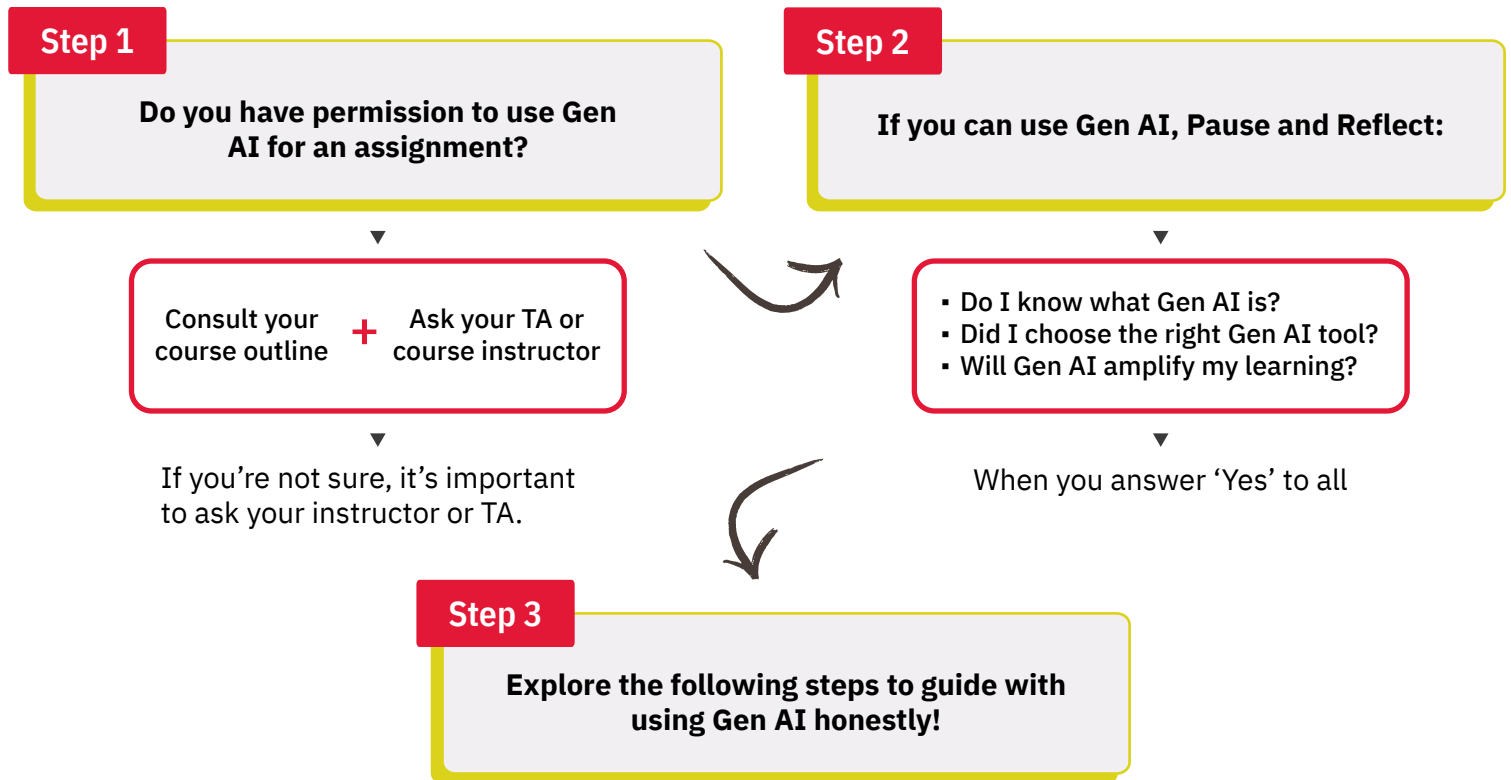 Step 1
Do you have permission to use Gen
AI for an assignment?
Consult your
course outline
+
Ask your TA or
course instructor
If you’re not sure, it’s important
to ask your instructor or TA.
Step 2
If you can use Gen AI, Pause and Reflect:
▪ Do I know what Gen AI is?
▪ Did I choose the right Gen AI tool?
▪ Will Gen AI amplify my learning?
When you answer ‘Yes’ to all
Step 3
Explore the following steps to guide with
using Gen AI honestly!